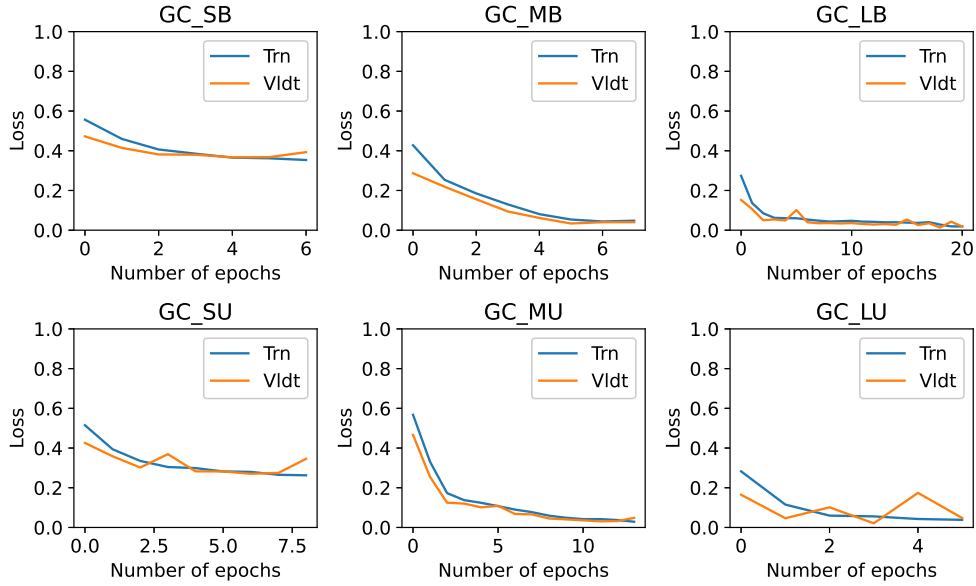 GC_SB
1.0
0.8
0.6
0.4
0.2
0.0
Loss
Trn
Vldt
0 2 4 6
Number of epochs
GC_MB
1.0
0.8
0.6
0.4
0.2
0.0
Loss
Trn
Vldt
0 2 4 6
Number of epochs
GC_LB
1.0
0.8
0.6
0.4
0.2
0.0
Loss
Trn
Vldt
0 10 20
Number of epochs
GC_SU
1.0
0.8
0.6
0.4
0.2
0.0
Loss
Trn
Vldt
0.0 2.5 5.0 7.5
Number of epochs
GC_MU
1.0
0.8
0.6
0.4
0.2
0.0
Loss
Trn
Vldt
0 5 10
Number of epochs
GC_LU
1.0
0.8
0.6
0.4
0.2
0.0
Loss
Trn
Vldt
0 2 4
Number of epochs